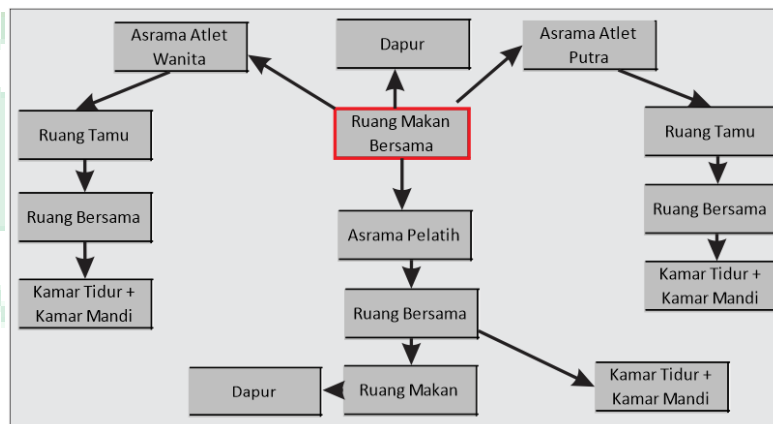 Asrama Atlet
Wanita
Dapur
Asrama Atlet
Putra
Ruang Tamu
Ruang Makan
Bersama
Ruang Tamu
Ruang Bersama
Ruang Bersama
Asrama Pelatih
Kamar Tidur +
Kamar Mandi
Kamar Tidur +
Kamar Mandi
Ruang Bersama
Dapur
Ruang Makan
Kamar Tidur +
Kamar Mandi